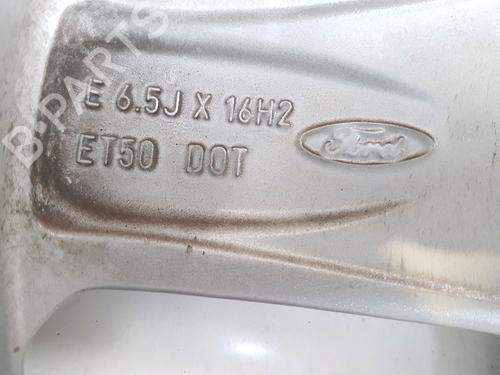 B-PARTS
E 6.5J X 16H2
ET50 DOT
Ford